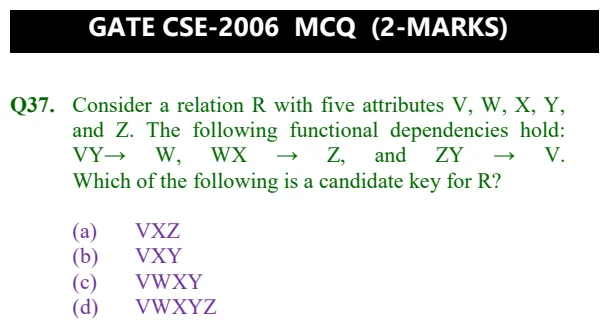 GATE CSE-2006 MCQ (2-MARKS)
Q37. Consider a relation R with five attributes V, W, X, Y,
and Z. The following functional dependencies hold:
VY→ W, WX → Z, and ZY → V.
Which of the following is a candidate key for R?
(a) VXZ
(b) VXY
(c) VWXY
(d) VWXYZ